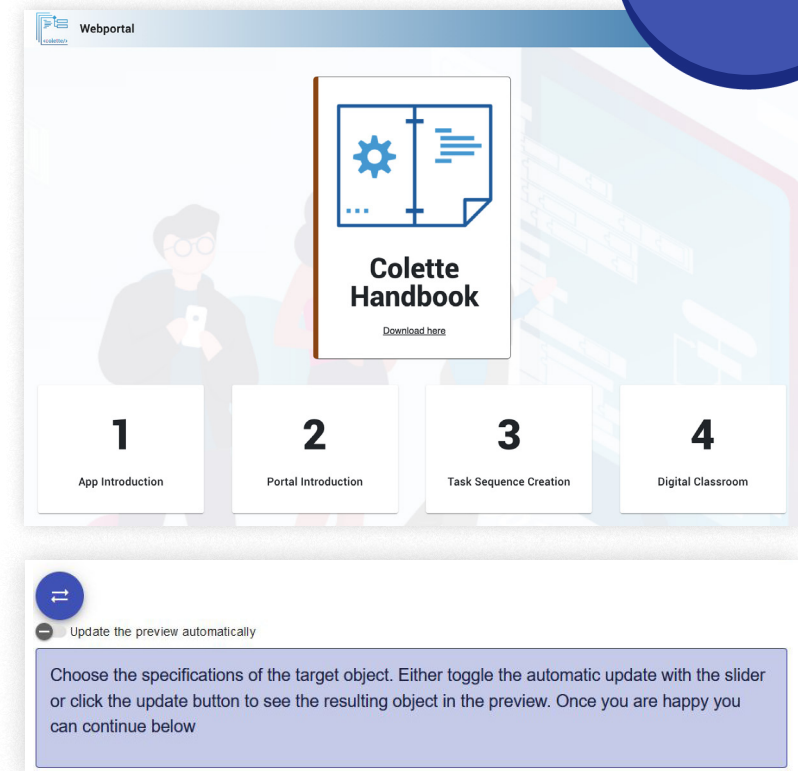 <colette/>
Webportal
Colette
Handbook
Download here
1
App Introduction
2
Portal Introduction
3
Task Sequence Creation
4
Digital Classroom
Update the preview automatically
Choose the specifications of the target object. Either toggle the automatic update with the slider
or click the update button to see the resulting object in the preview. Once you are happy you
can continue below